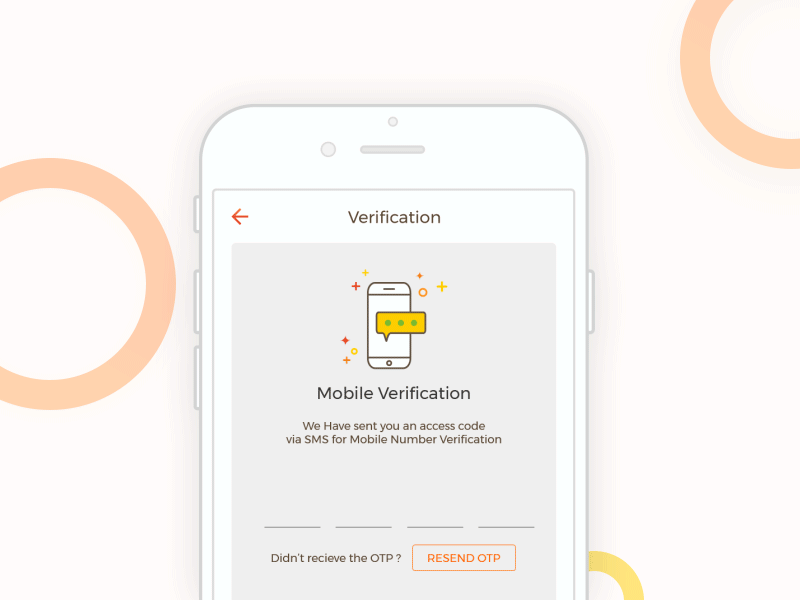 Verification
Mobile Verification
We Have sent you an access code
via SMS for Mobile Number Verification
Didn't recieve the OTP ? RESEND OTP